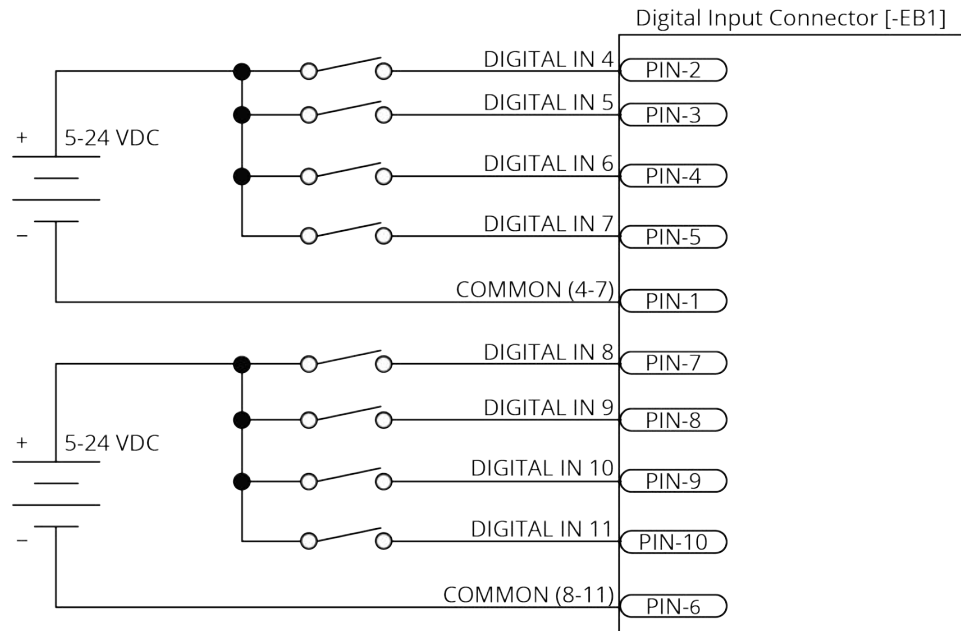 Digital Input Connector [-EB1]
DIGITAL IN 4
PIN-2
DIGITAL IN 5
PIN-3
+ 5-24 VDC
DIGITAL IN 6
PIN-4
DIGITAL IN 7
PIN-5
–
COMMON (4-7)
PIN-1
DIGITAL IN 8
PIN-7
DIGITAL IN 9
PIN-8
+ 5-24 VDC
DIGITAL IN 10
PIN-9
DIGITAL IN 11
PIN-10
–
COMMON (8-11)
PIN-6